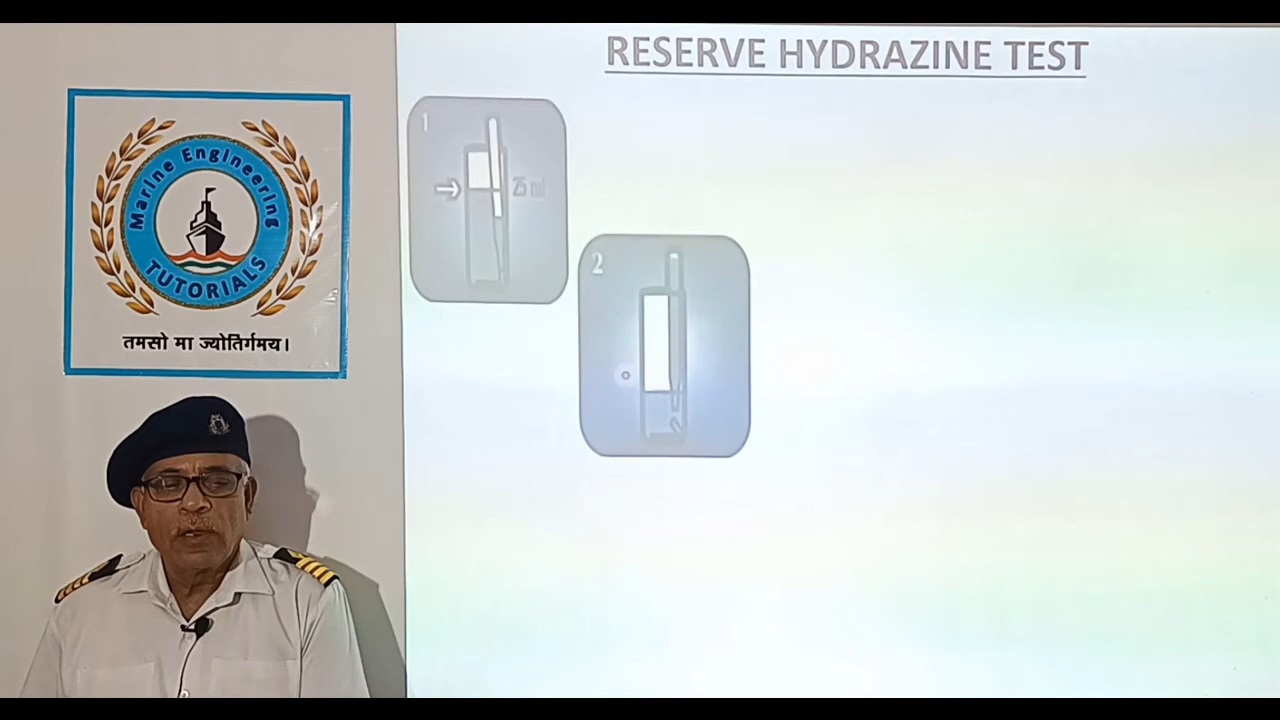 RESERVE HYDRAZINE TEST
Marine Engineering
TUTORIALS
तमसो मा ज्योतिर्गमय।
1
25 ml
2